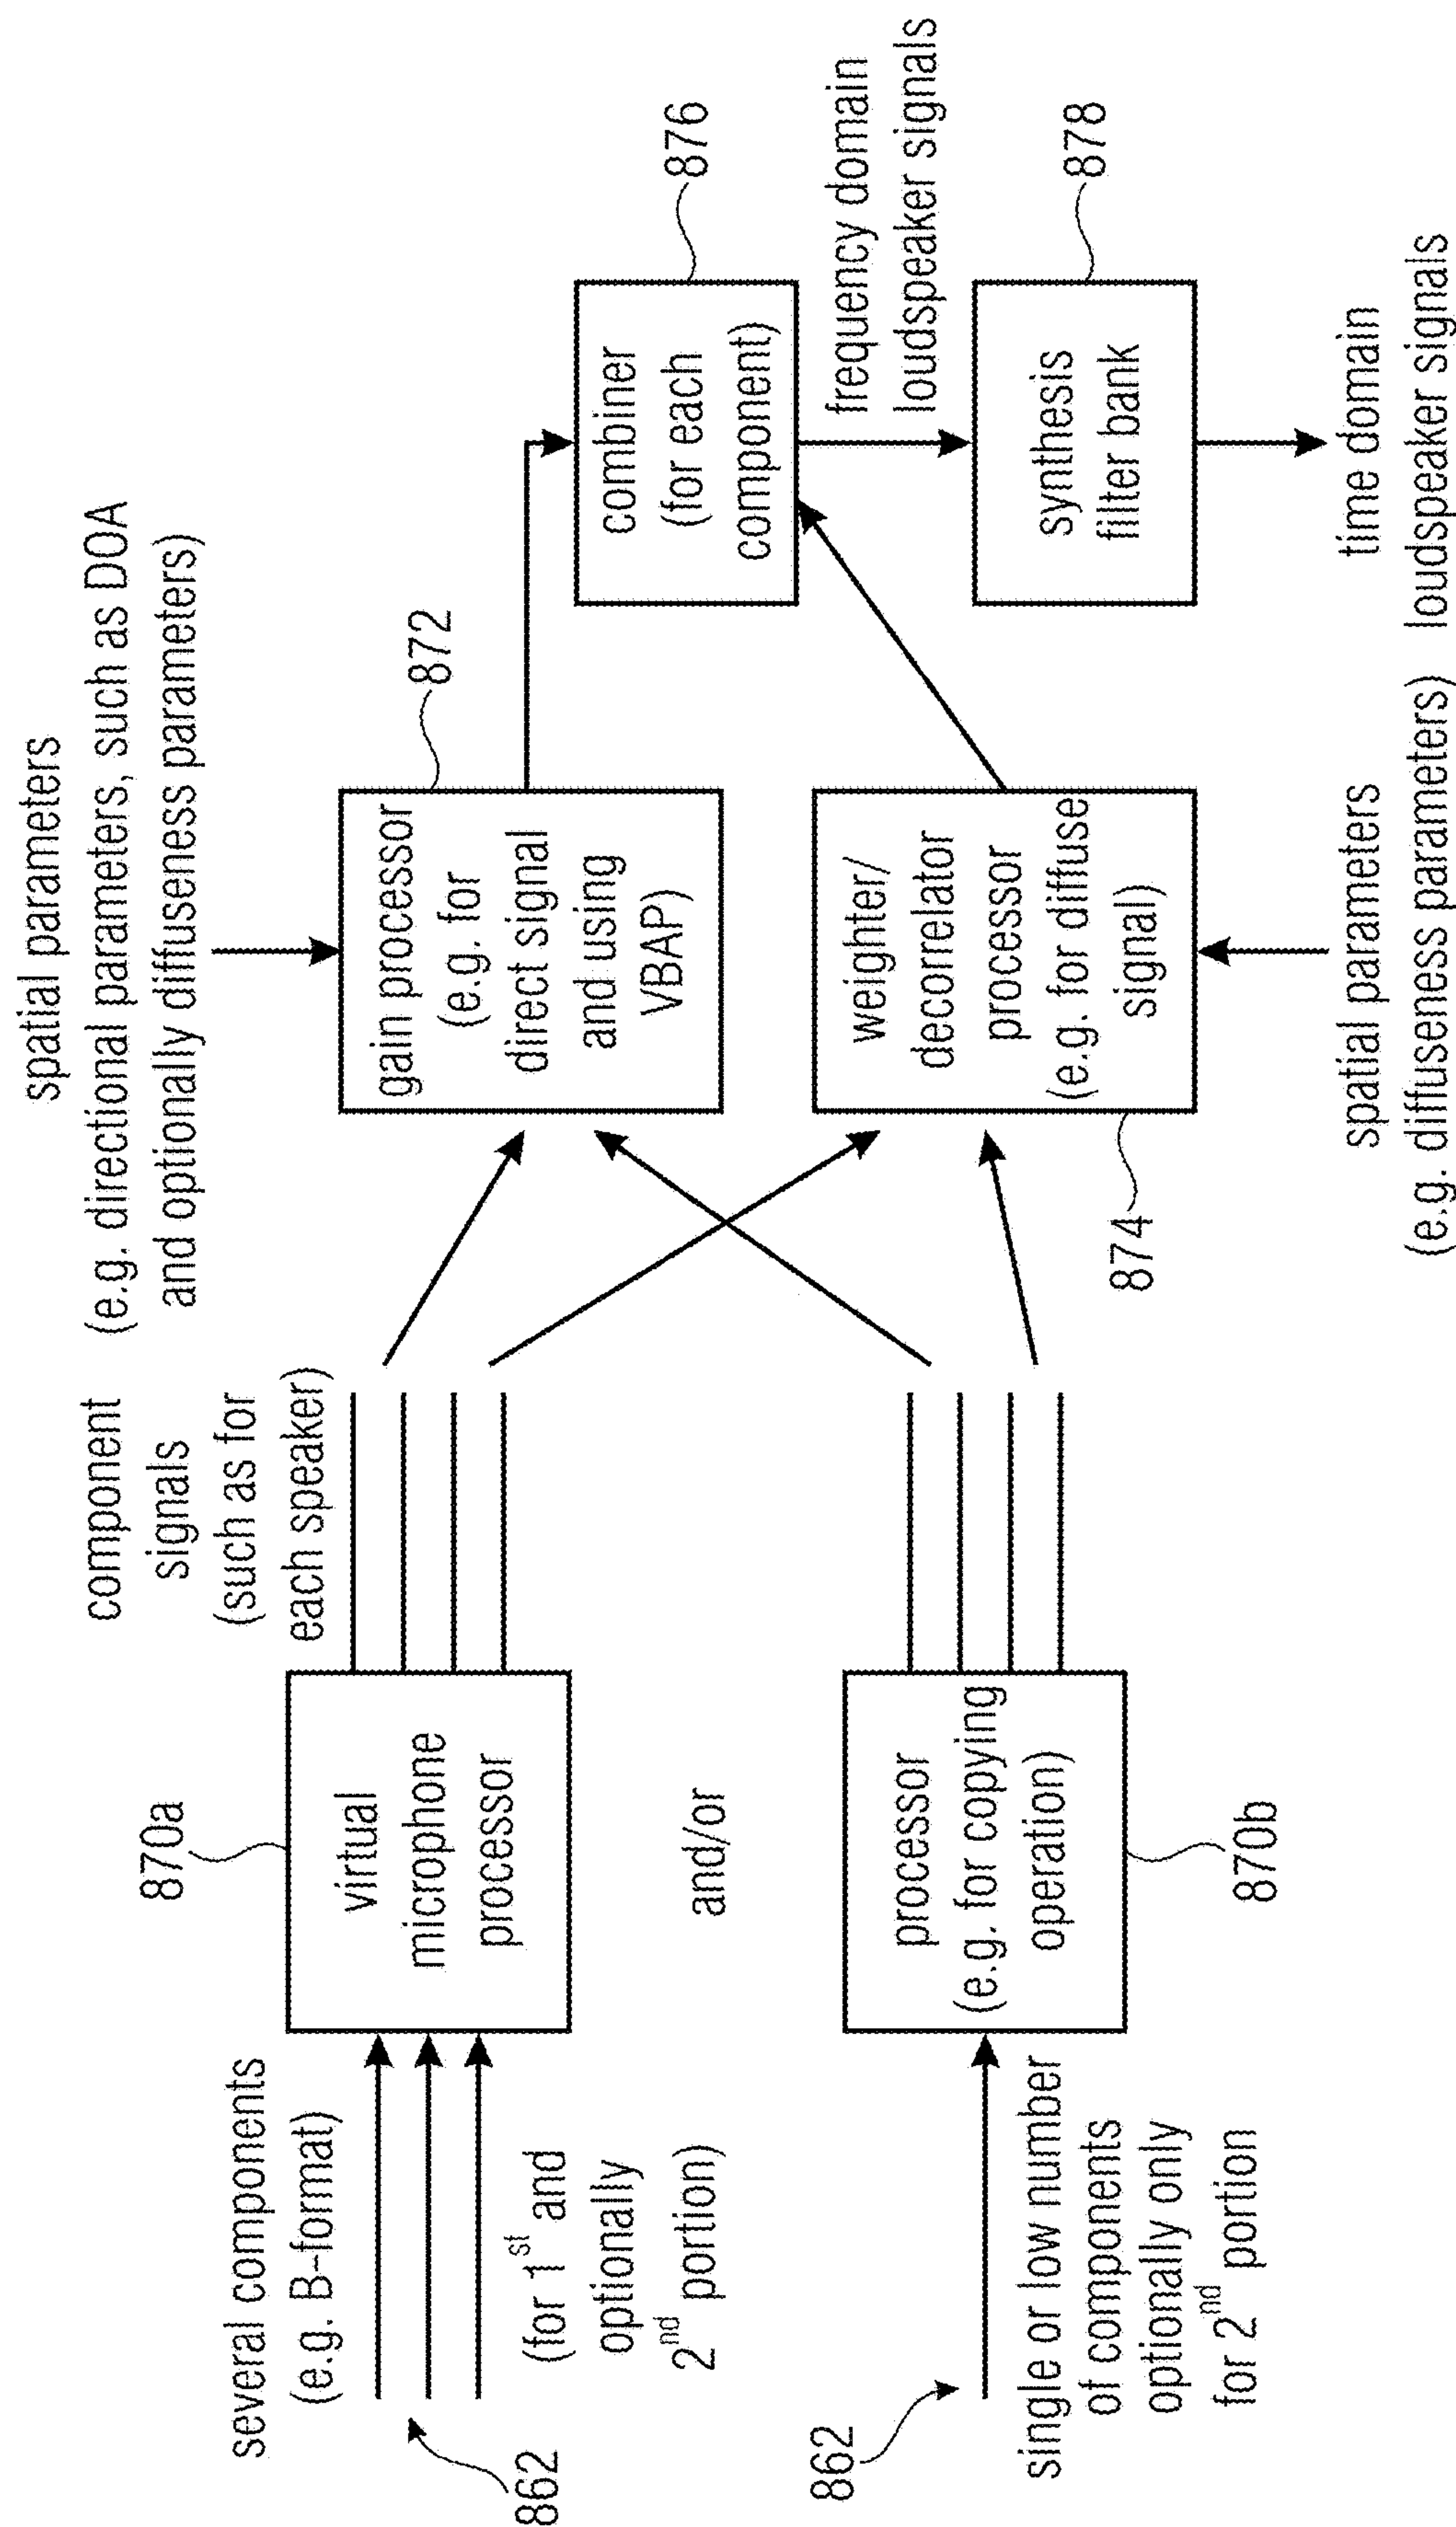 several components
(e.g. B-format)
862
(for 1st and
optionally
2nd portion)
870a
virtual
microphone
processor
component
signals
(such as for
each speaker)
and/or
862
single or low number
of components
optionally only
for 2nd portion
processor
(e.g. for copying
operation)
870b
spatial parameters
(e.g. directional parameters, such as DOA
and optionally diffuseness parameters)
872
gain processor
(e.g. for
direct signal
and using
VBAP)
weighter/
decorrelator
processor
(e.g. for diffuse
signal)
874
spatial parameters
(e.g. diffuseness parameters)
876
combiner
(for each
component)
frequency domain
loudspeaker signals
878
synthesis
filter bank
time domain
loudspeaker signals